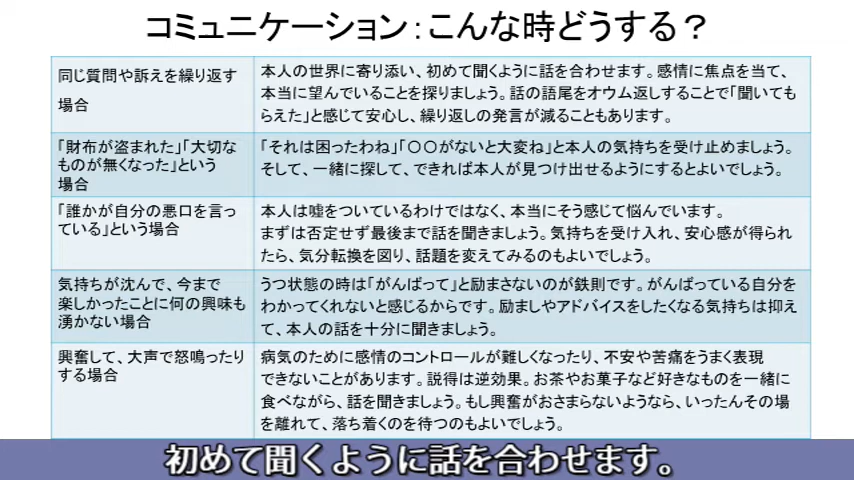 コミュニケーション：こんな時どうする？
同じ質問や訴えを繰り返す
場合
本人の世界に寄り添い、初めて聞くように話を合わせます。感情に焦点を当て、
本当に望んでいることを探りましょう。話の語尾をオウム返しすることで「聞いても
らえた」と感じて安心し、繰り返しの発言が減ることもあります。
「財布が盗まれた」「大切な
ものが無くなった」という
場合
「それは困ったわね」「〇〇がないと大変ね」と本人の気持ちを受け止めましょう。
そして、一緒に探して、できれば本人が見つけ出せるようにするとよいでしょう。
「誰かが自分の悪口を言っ
ている」という場合
本人は嘘をついているわけではなく、本当にそう感じて悩んでいます。
まずは否定せず最後まで話を聞きましょう。気持ちを受け入れ、安心感が得られ
たら、気分転換を図り、話題を変えてみるのもよいでしょう。
気持ちが沈んで、今まで
楽しかったことに何の興味も
湧かない場合
うつ状態の時は「がんばって」と励まさないのが鉄則です。がんばっている自分を
わかってくれないと感じるからです。励ましやアドバイスをしたくなる気持ちは抑え
て、本人の話を十分に聞きましょう。
興奮して、大声で怒鳴ったり
する場合
病気のために感情のコントロールが難しくなったり、不安や苦痛をうまく表現
できないことがあります。説得は逆効果。お茶やお菓子など好きなものを一緒に
食べながら、話を聞きましょう。もし興奮がおさまらないようなら、いったんその場
を離れて、落ち着くのを待つのもよいでしょう。
初めて聞くように話を合わせます。